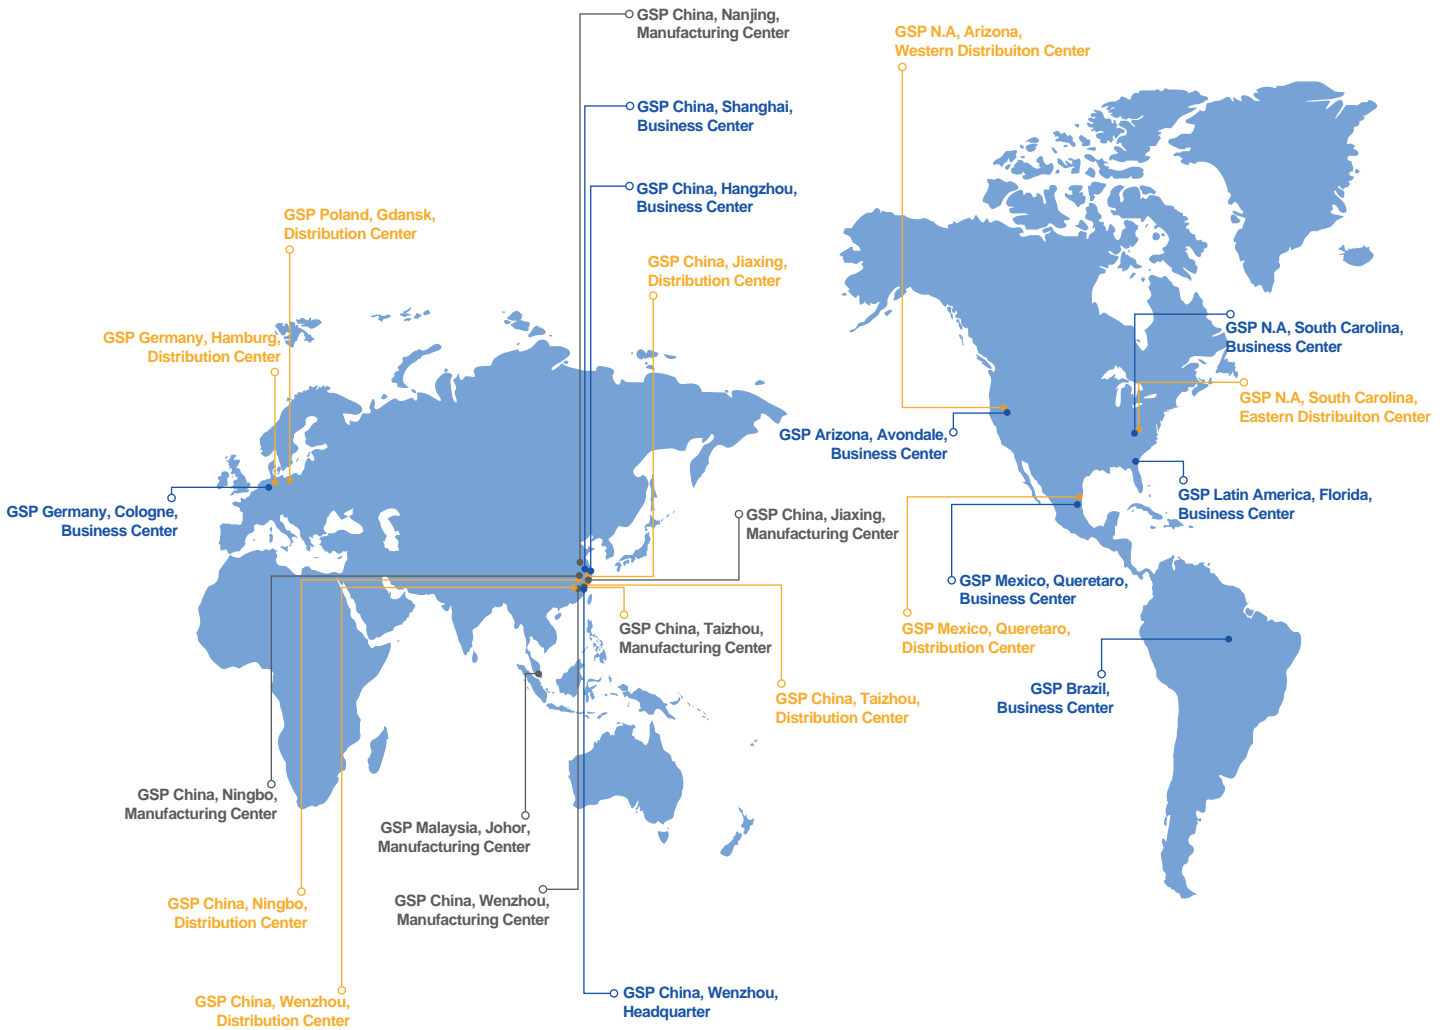 GSP China, Nanjing,
Manufacturing Center
GSP N.A, Arizona,
Western Distribuiton Center
GSP China, Shanghai,
Business Center
GSP China, Hangzhou,
Business Center
GSP Poland, Gdansk,
Distribution Center
GSP China, Jiaxing,
Distribution Center
GSP Germany, Hamburg,
Distribution Center
GSP N.A, South Carolina,
Business Center
GSP N.A, South Carolina,
Eastern Distribuiton Center
GSP Arizona, Avondale,
Business Center
GSP Latin America, Florida,
Business Center
GSP Germany, Cologne,
Business Center
GSP China, Jiaxing,
Manufacturing Center
GSP Mexico, Queretaro,
Business Center
GSP China, Taizhou,
Manufacturing Center
GSP Mexico, Queretaro,
Distribution Center
GSP Brazil,
Business Center
GSP China, Taizhou,
Distribution Center
GSP China, Ningbo,
Manufacturing Center
GSP Malaysia, Johor,
Manufacturing Center
GSP China, Ningbo,
Distribution Center
GSP China, Wenzhou,
Manufacturing Center
GSP China, Wenzhou,
Distribution Center
GSP China, Wenzhou,
Headquarter